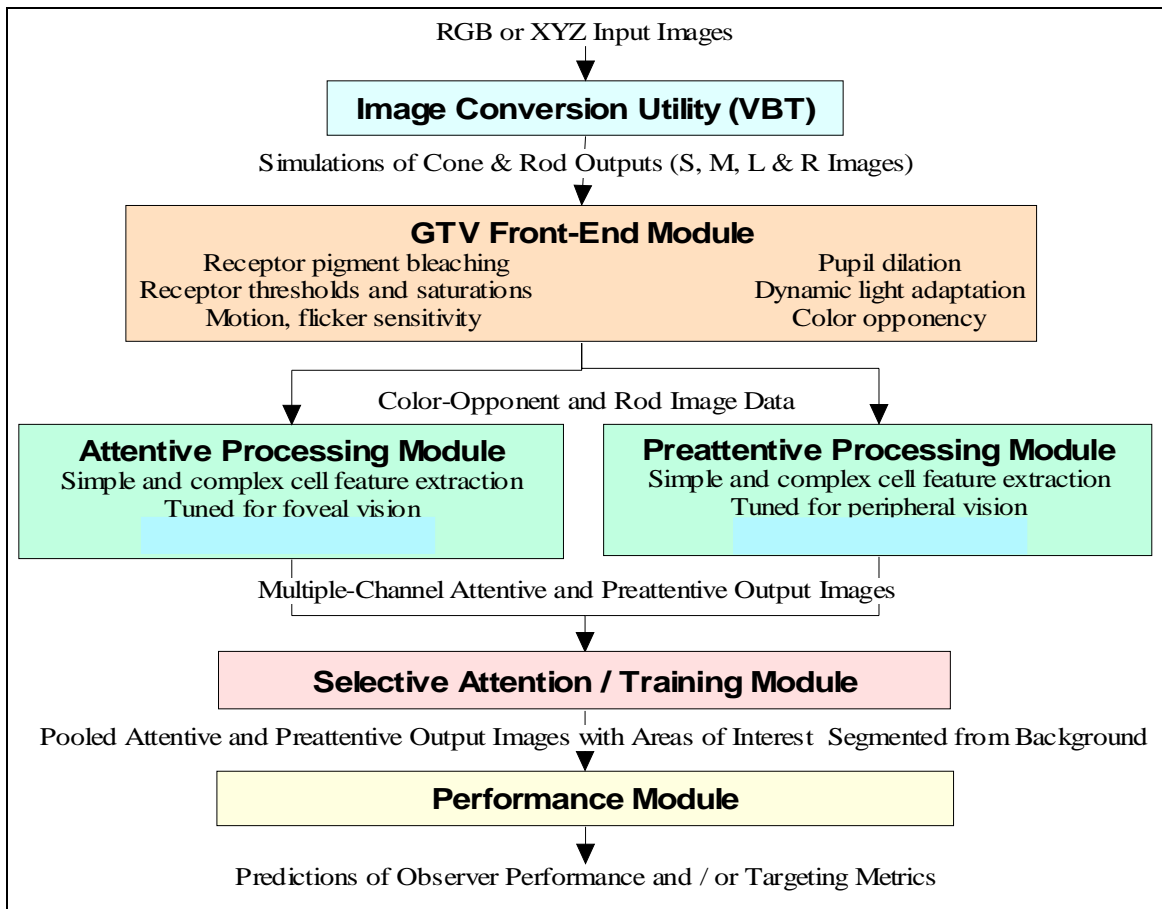 RGB or XYZ Input Images
Image Conversion Utility (VBT)
Simulations of Cone & Rod Outputs (S, M, L & R Images)
GTV Front-End Module
Receptor pigment bleaching
Receptor thresholds and saturations
Motion, flicker sensitivity
Pupil dilation
Dynamic light adaptation
Color opponency
Color-Opponent and Rod Image Data
Attentive Processing Module
Simple and complex cell feature extraction
Tuned for foveal vision
Preattentive Processing Module
Simple and complex cell feature extraction
Tuned for peripheral vision
Multiple-Channel Attentive and Preattentive Output Images
Selective Attention / Training Module
Pooled Attentive and Preattentive Output Images with Areas of Interest Segmented from Background
Performance Module
Predictions of Observer Performance and / or Targeting Metrics